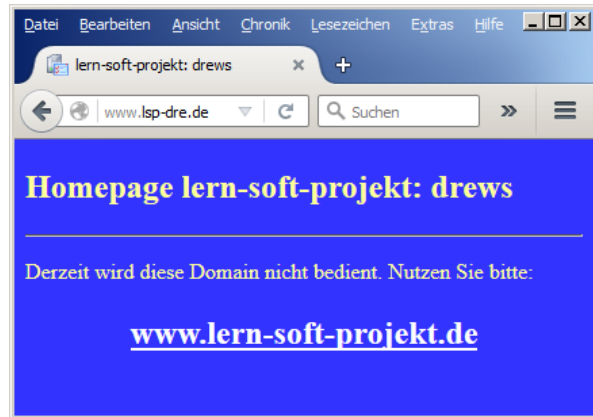 Datei Bearbeiten Ansicht Chronik Lesezeichen Extras Hilfe
lern-soft-projekt: drews
www.lsp-dre.de Suchen
Homepage lern-soft-projekt: drews
Derzeit wird diese Domain nicht bedient. Nutzen Sie bitte:
www.lern-soft-projekt.de